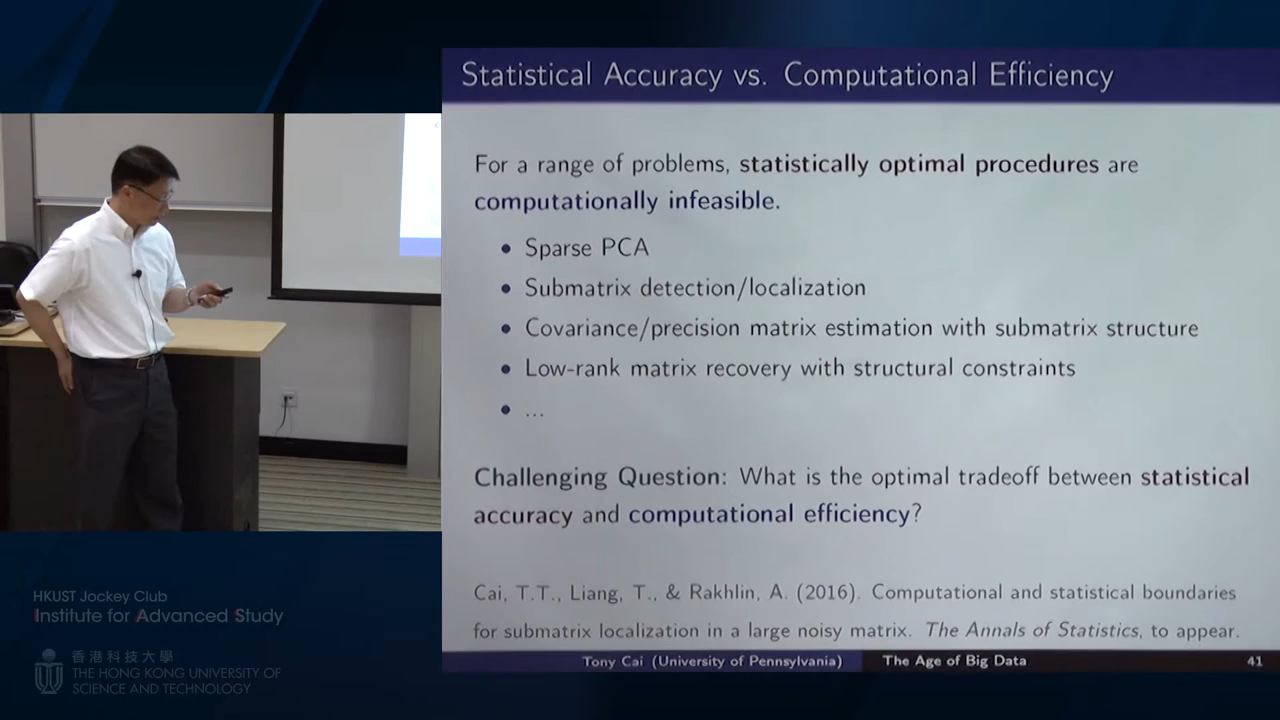 Statistical Accuracy vs. Computational Efficiency
For a range of problems, statistically optimal procedures are
computationally infeasible.
• Sparse PCA
• Submatrix detection/localization
• Covariance/precision matrix estimation with submatrix structure
• Low-rank matrix recovery with structural constraints
• ...
Challenging Question: What is the optimal tradeoff between statistical
accuracy and computational efficiency?
Cai, T.T., Liang, T., & Rakhlin, A. (2016). Computational and statistical boundaries
for submatrix localization in a large noisy matrix. The Annals of Statistics, to appear.
Tony Cai (University of Pennsylvania) The Age of Big Data 41
HKUST Jockey Club
Institute for Advanced Study
香港科技大學
THE HONG KONG UNIVERSITY OF
SCIENCE AND TECHNOLOGY